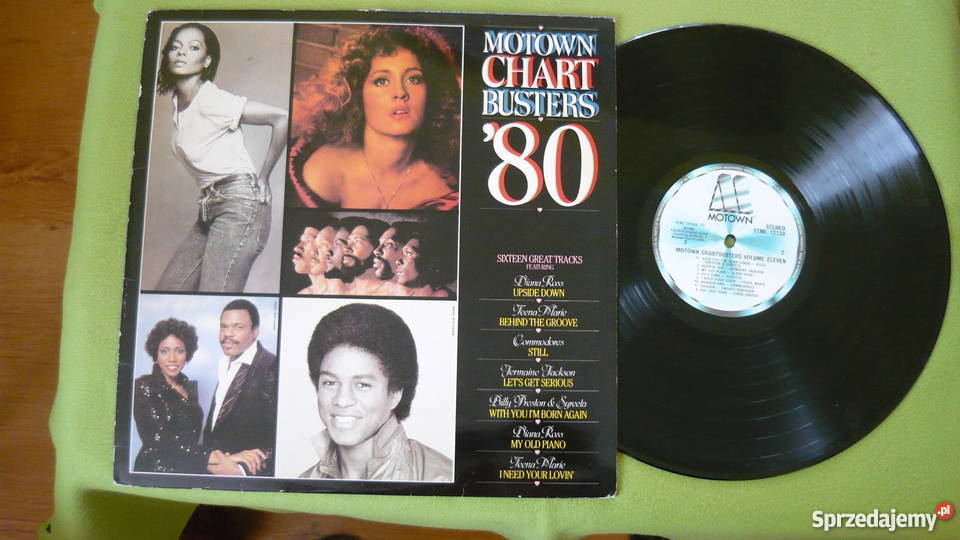 MOTOWN
CHART
BUSTERS
'80
SIXTEEN GREAT TRACKS
FEATURING
Diana Ross
UPSIDE DOWN
Teena Marie
BEHIND THE GROOVE
Commodores
STILL
Jermaine Jackson
LET'S GET SERIOUS
Billy Preston & Syreeta
WITH YOU I'M BORN AGAIN
Diana Ross
MY OLD PIANO
Teena Marie
I NEED YOUR LOVIN'
MOTOWN
STEREO
STML 12139
2
MOTOWN CHARTBUSTERS VOLUME ELEVEN
Sprzedajemy.pl